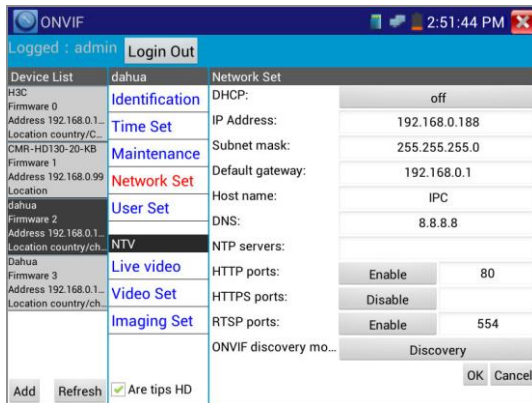 ONVIF
2:51:44 PM
Logged : admin
Login Out
Device List
H3C
Firmware 0
Address 192.168.0.1...
Location country/C...
CMR-HD130-20-KB
Firmware 1
Address 192.168.0.99
Location
dahua
Firmware 2
Address 192.168.0.1...
Location country/ch...
Dahua
Firmware 3
Address 192.168.0.1...
Location country/ch...
Add
Refresh
dahua
Identification
Time Set
Maintenance
Network Set
User Set
NTV
Live video
Video Set
Imaging Set
Are tips HD
Network Set
DHCP: off
IP Address: 192.168.0.188
Subnet mask: 255.255.255.0
Default gateway: 192.168.0.1
Host name: IPC
DNS: 8.8.8.8
NTP servers:
HTTP ports: Enable 80
HTTPS ports: Disable
RTSP ports: Enable 554
ONVIF discovery mo... Discovery
OK Cancel